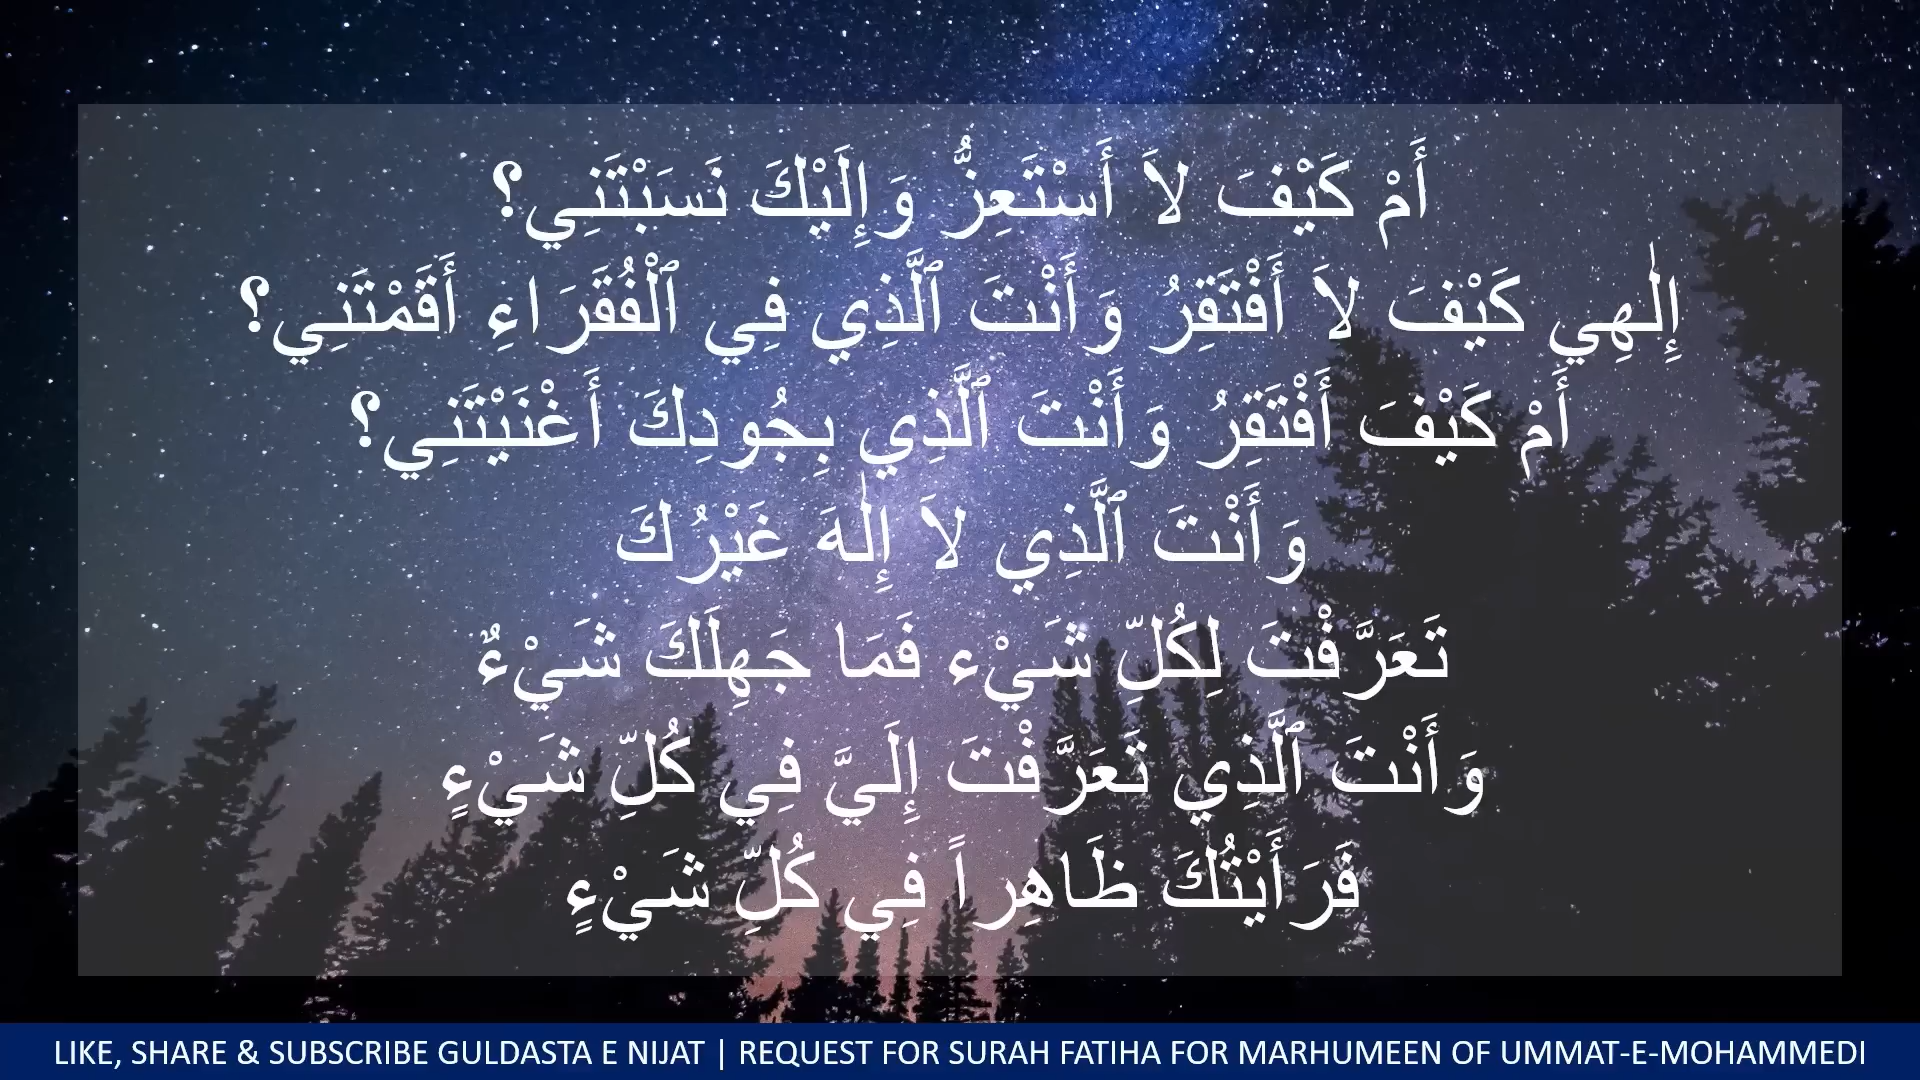 أَمْ كَيْفَ لاَ أَسْتَعِزُّ وَإِلَيْكَ نَسَبْتَنِي؟
إِلٰهِي كَيْفَ لاَ أَفْتَقِرُ وَأَنْتَ ٱلَّذِي فِي ٱلْفُقَرَاءِ أَقَمْتَنِي؟
أَمْ كَيْفَ أَفْتَقِرُ وَأَنْتَ ٱلَّذِي بِجُودِكَ أَغْنَيْتَنِي؟
وَأَنْتَ ٱلَّذِي لاَ إِلٰهَ غَيْرُكَ
تَعَرَّفْتَ لِكُلِّ شَيْء فَمَا جَهِلَكَ شَيْءٌ
وَأَنْتَ ٱلَّذِي تَعَرَّفْتَ إِلَيَّ فِي كُلِّ شَيْءٍ
فَرَأَيْتُكَ ظَاهِراً فِي كُلِّ شَيْءٍ
LIKE, SHARE & SUBSCRIBE GULDASTA E NIJAT | REQUEST FOR SURAH FATIHA FOR MARHUMEEN OF UMMAT-E-MOHAMMEDI